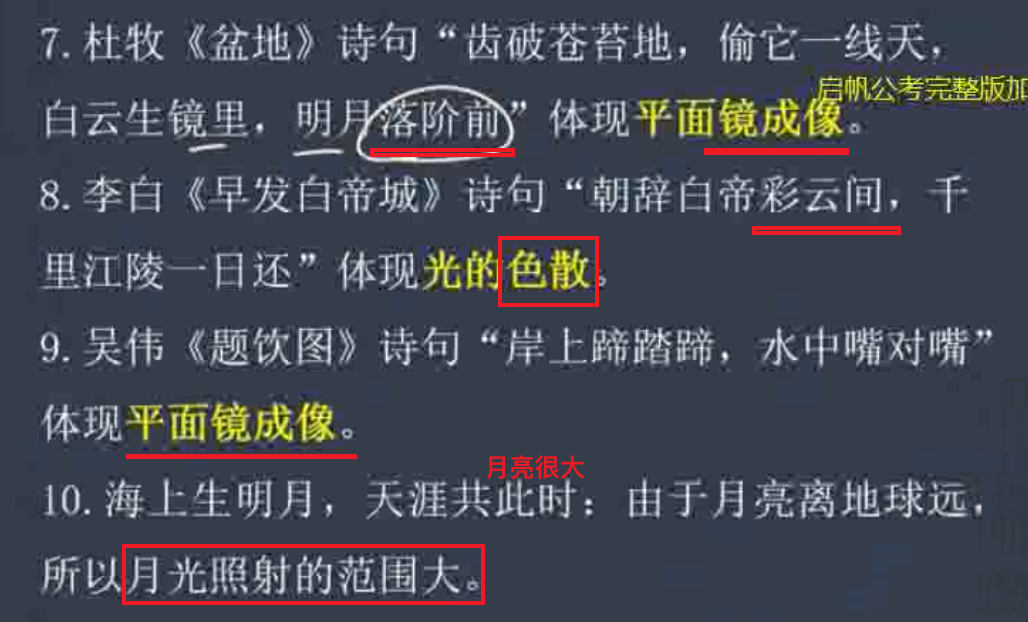 7. 杜牧《盆地》诗句“齿破苍苔地，偷它一线天，
启帆公考完整版加
白云生镜里，明月落阶前”体现平面镜成像。
8. 李白《早发白帝城》诗句“朝辞白帝彩云间，千
里江陵一日还”体现光的色散。
9. 吴伟《题饮图》诗句“岸上蹄踏蹄，水中嘴对嘴”
体现平面镜成像。
月亮很大
10. 海上生明月，天涯共此时：由于月亮离地球远，
所以月光照射的范围大。